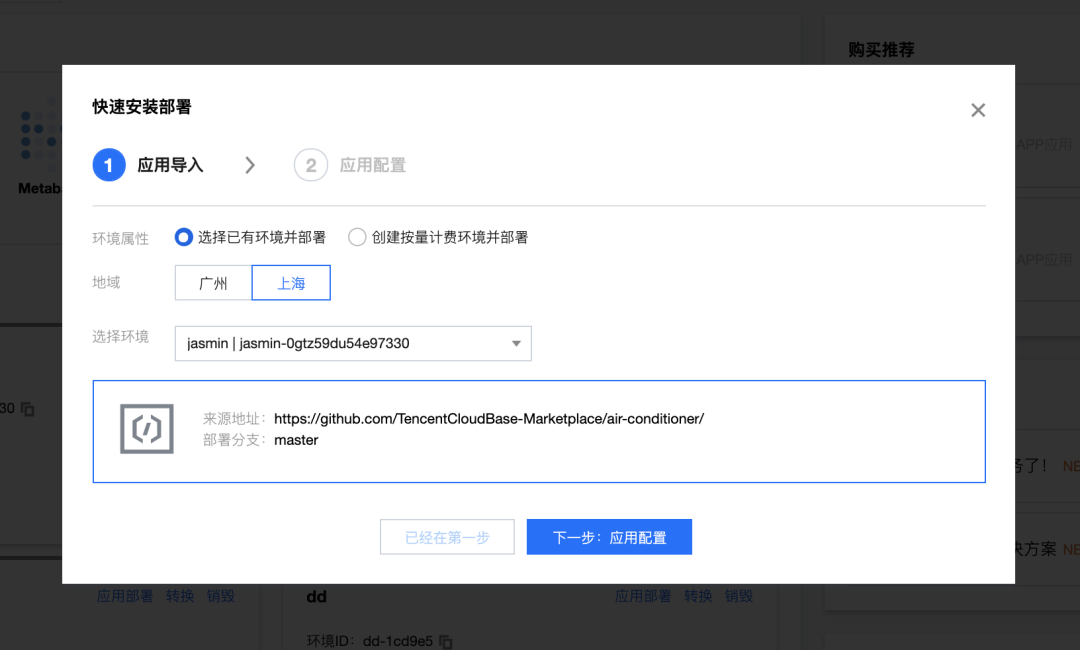 购买推荐
快速安装部署
1 应用导入
2 应用配置
APP应用
Metab
环境属性 选择已有环境并部署 创建按量计费环境并部署
APP应用
地域 广州 上海
选择环境 jasmin | jasmin-0gtz59du54e97330
30
来源地址：https://github.com/TencentCloudBase-Marketplace/air-conditioner/
部署分支：master
务了！ NE
已经在第一步 下一步：应用配置
决方案 NE
应用部署 转换 销毁
dd 应用部署 转换 销毁
环境ID：dd-1cd9e5